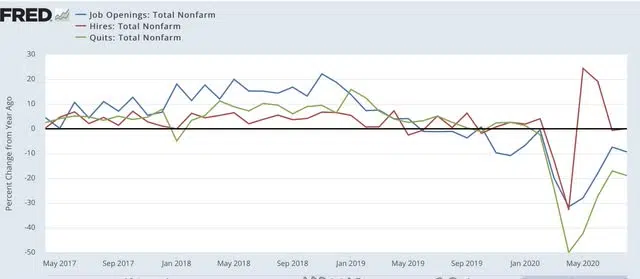 FRED
Job Openings: Total Nonfarm
Hires: Total Nonfarm
Quits: Total Nonfarm
Percent Change from Year Ago
30
20
10
0
-10
-20
-30
-40
-50
May 2017
Sep 2017
Jan 2018
May 2018
Sep 2018
Jan 2019
May 2019
Sep 2019
Jan 2020
May 2020